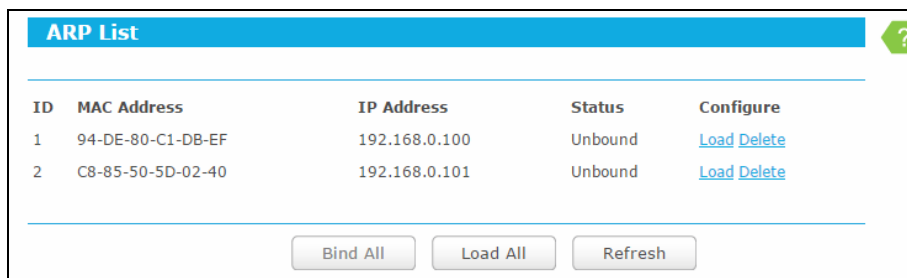 ARP List
?
ID MAC Address IP Address Status Configure
1 94-DE-80-C1-DB-EF 192.168.0.100 Unbound Load Delete
2 C8-85-50-5D-02-40 192.168.0.101 Unbound Load Delete
Bind All Load All Refresh